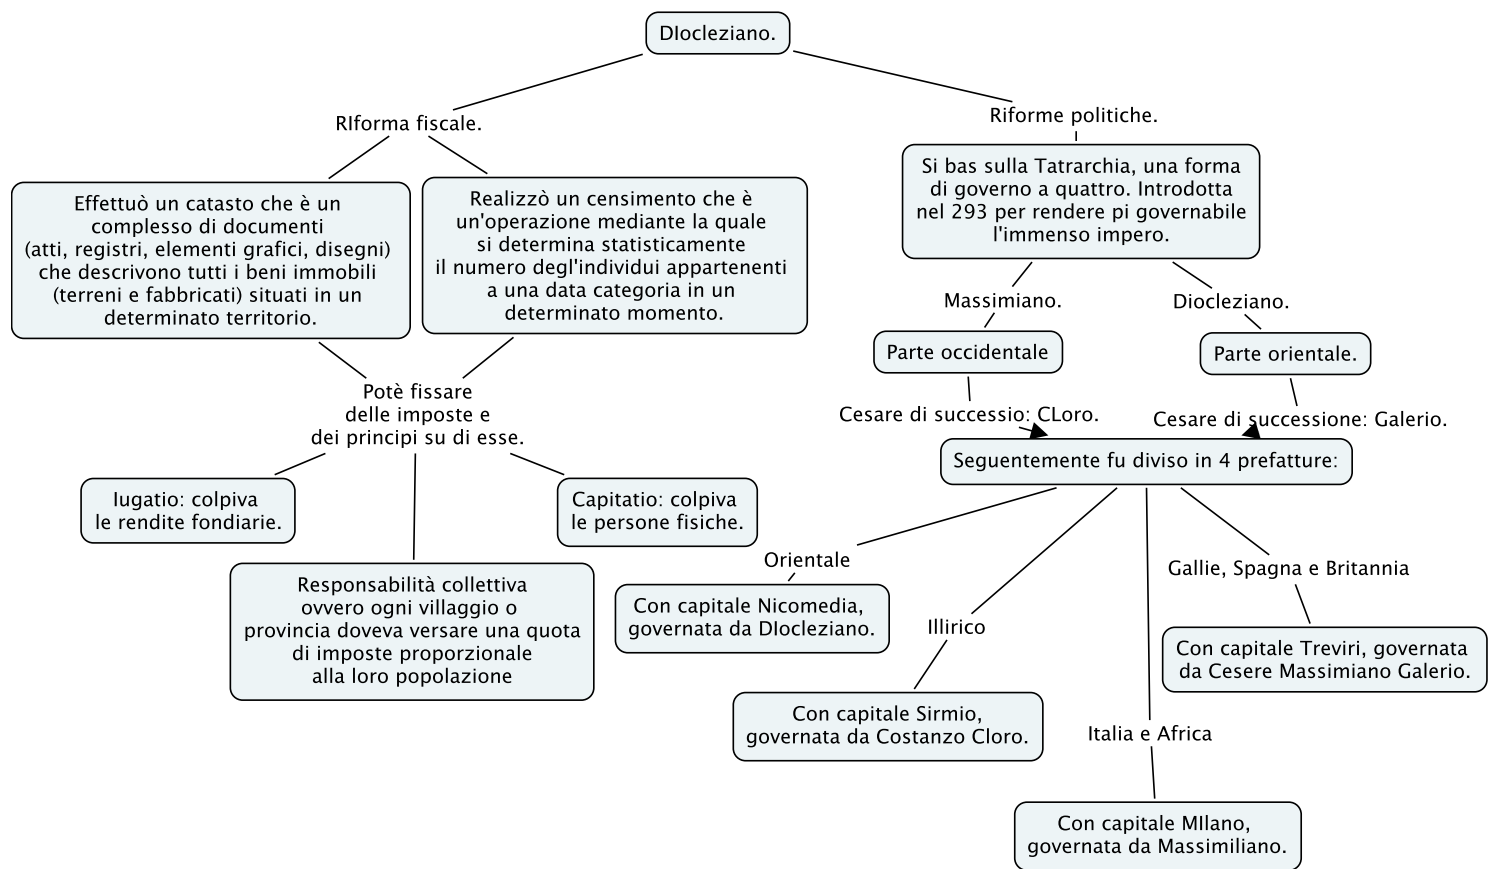 DIocleziano.
RIforma fiscale.
Riforme politiche.
Effettuò un catasto che è un
complesso di documenti
(atti, registri, elementi grafici, disegni)
che descrivono tutti i beni immobili
(terreni e fabbricati) situati in un
determinato territorio.
Realizzò un censimento che è
un'operazione mediante la quale
si determina statisticamente
il numero degl'individui appartenenti
a una data categoria in un
determinato momento.
Si bas sulla Tatrarchia, una forma
di governo a quattro. Introdotta
nel 293 per rendere pi governabile
l'immenso impero.
Massimiano.
Diocleziano.
Parte occidentale
Parte orientale.
Potè fissare
delle imposte e
dei principi su di esse.
Cesare di successio: CLoro.
Cesare di successione: Galerio.
Seguentemente fu diviso in 4 prefatture:
Iugatio: colpiva
le rendite fondiarie.
Capitatio: colpiva
le persone fisiche.
Responsabilità collettiva
ovvero ogni villaggio o
provincia doveva versare una quota
di imposte proporzionale
alla loro popolazione
Orientale
Con capitale Nicomedia,
governata da DIocleziano.
Illirico
Con capitale Sirmio,
governata da Costanzo Cloro.
Gallie, Spagna e Britannia
Con capitale Treviri, governata
da Cesere Massimiano Galerio.
Italia e Africa
Con capitale MIlano,
governata da Massimiliano.